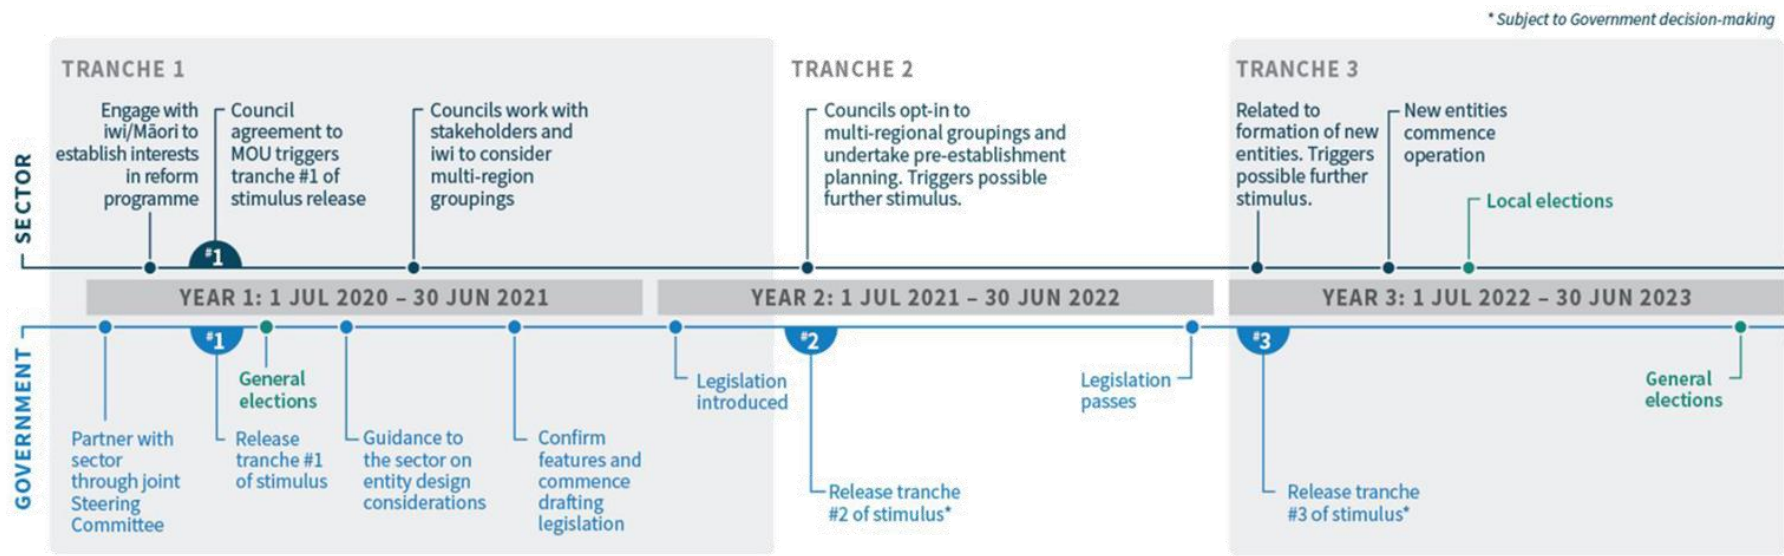 * Subject to Government decision-making
TRANCHE 1
TRANCHE 2
TRANCHE 3
SECTOR
Engage with
iwi/Māori to
establish interests
in reform
programme
Council
agreement to
MOU triggers
tranche #1 of
stimulus release
Councils work with
stakeholders and
iwi to consider
multi-region
groupings
Councils opt-in to
multi-regional groupings and
undertake pre-establishment
planning. Triggers possible
further stimulus.
Related to
formation of new
entities. Triggers
possible further
stimulus.
New entities
commence
operation
Local elections
#1
YEAR 1: 1 JUL 2020 – 30 JUN 2021
YEAR 2: 1 JUL 2021 – 30 JUN 2022
YEAR 3: 1 JUL 2022 – 30 JUN 2023
GOVERNMENT
#1
#2
#3
Partner with
sector
through joint
Steering
Committee
Release
tranche #1
of stimulus
General
elections
Guidance to
the sector on
entity design
considerations
Confirm
features and
commence
drafting
legislation
Legislation
introduced
Release tranche
#2 of stimulus*
Legislation
passes
Release tranche
#3 of stimulus*
General
elections